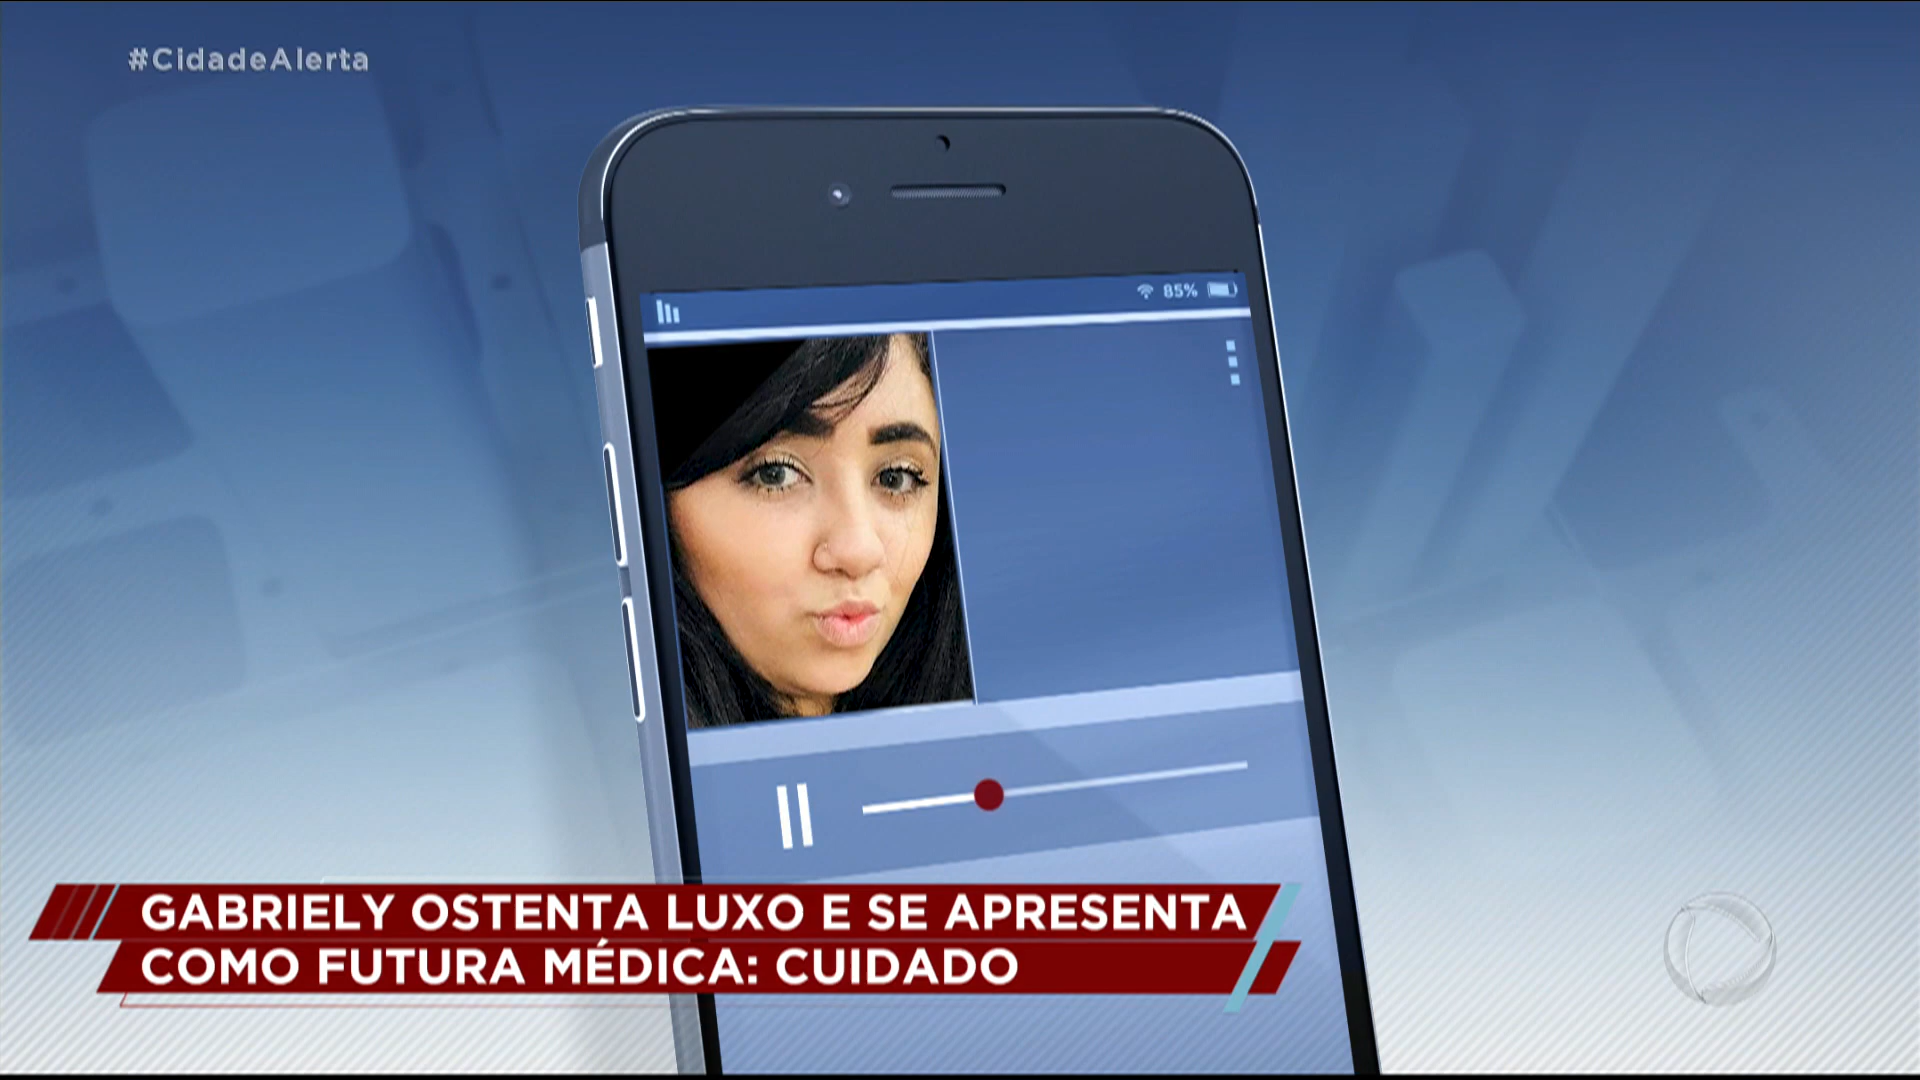 #CidadeAlerta
85%
GABRIELY OSTENTA LUXO E SE APRESENTA
COMO FUTURA MÉDICA: CUIDADO